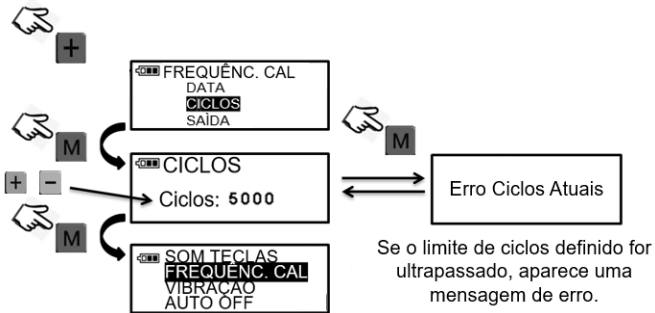 +
FREQUÊNC. CAL
DATA
CICLOS
SAÌDA
M
M
CICLOS
+ -
Ciclos: 5000
Erro Ciclos Atuais
M
SOM TECLAS
FREQUÊNC. CAL
VIBRAÇÃO
AUTO OFF
Se o limite de ciclos definido for
ultrapassado, aparece uma
mensagem de erro.